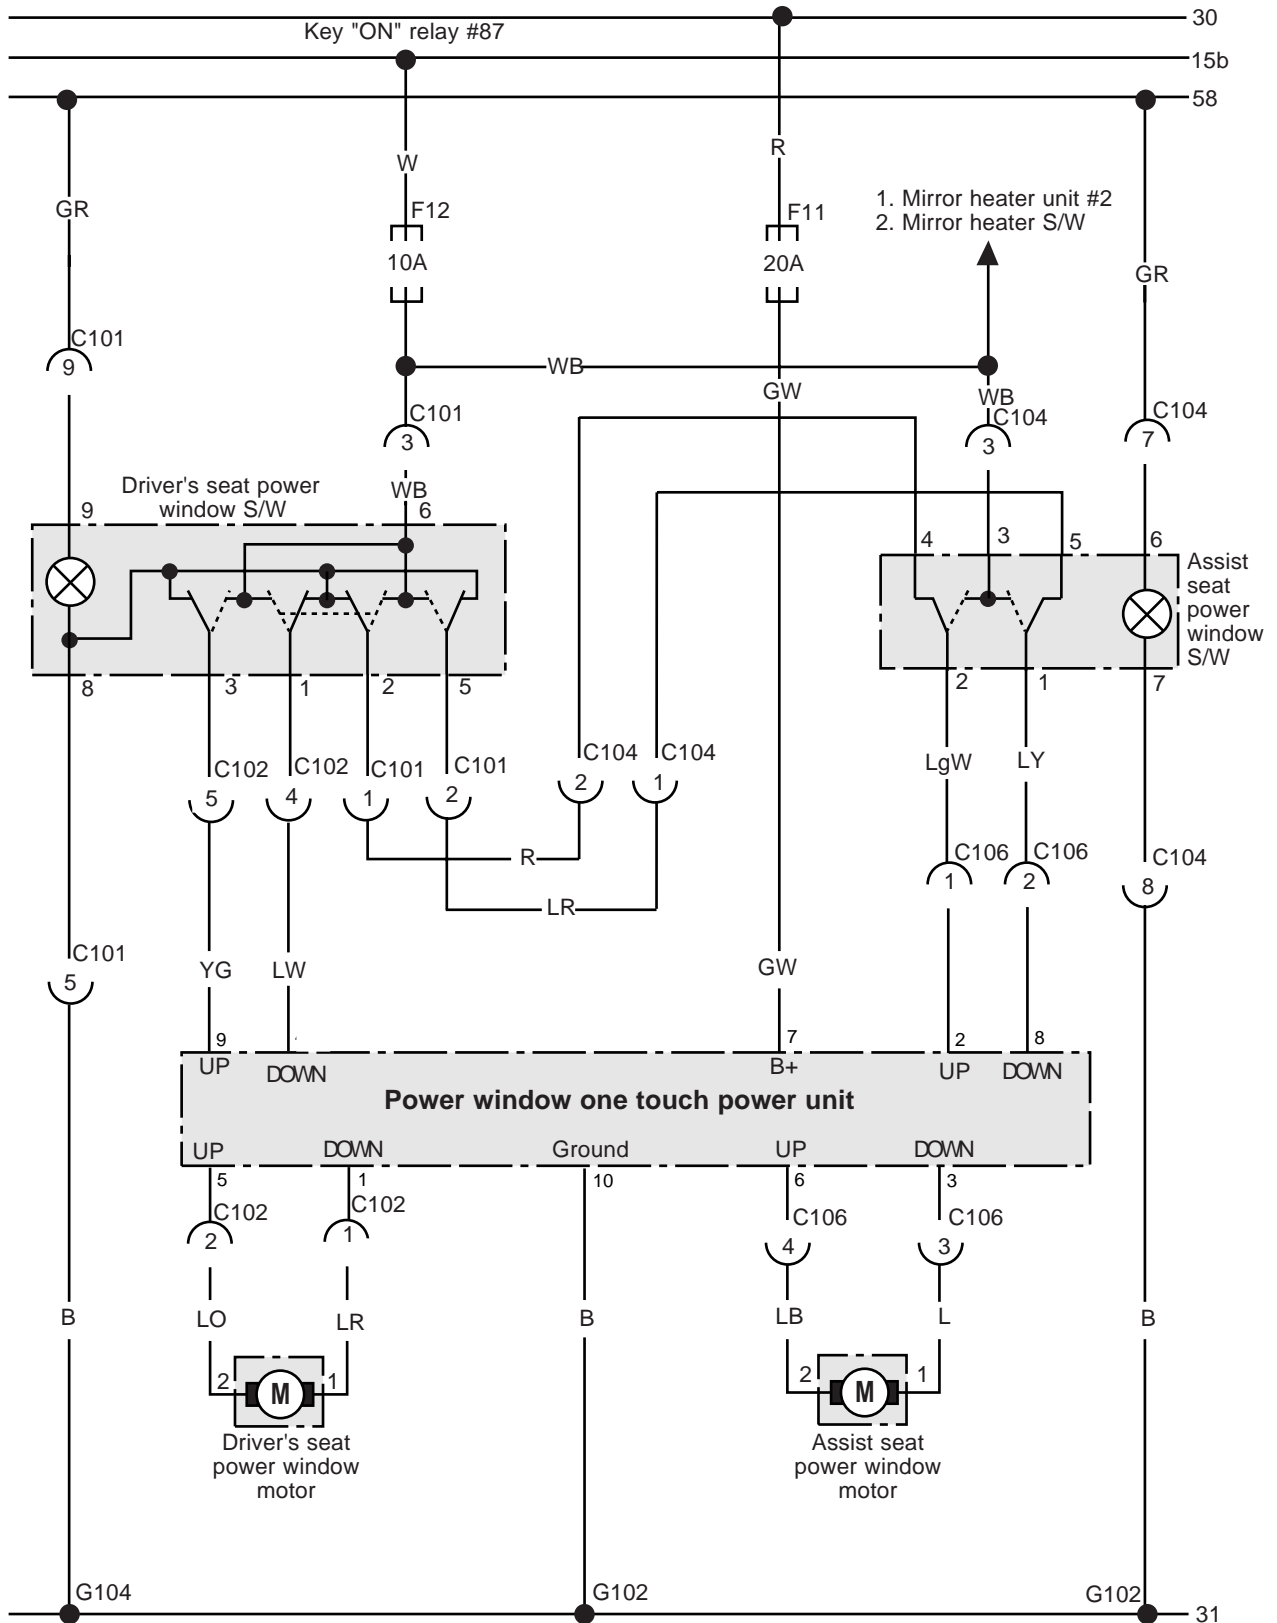 30
Key "ON" relay #87
15b
58
R
W
1. Mirror heater unit #2
2. Mirror heater S/W
GR
F12
F11
10A
20A
GR
C101
9
WB
GW
WB
C101
C104
C104
3
3
7
Driver's seat power
window S/W
WB
9
6
4
3
5
6
Assist
seat
power
window
S/W
8
3
1
2
5
2
1
7
C102
C102
C101
C101
C104
C104
LgW
LY
5
4
1
2
2
1
R
C106
C106
C104
1
2
8
LR
C101
5
YG
LW
GW
9
7
2
8
UP
DOWN
B+
UP
DOWN
Power window one touch power unit
UP
DOWN
Ground
UP
DOWN
5
1
10
6
3
C102
C102
C106
C106
2
1
4
3
B
LO
LR
B
LB
L
B
2
M
1
2
M
1
Driver's seat
power window
motor
Assist seat
power window
motor
G104
G102
G102
31